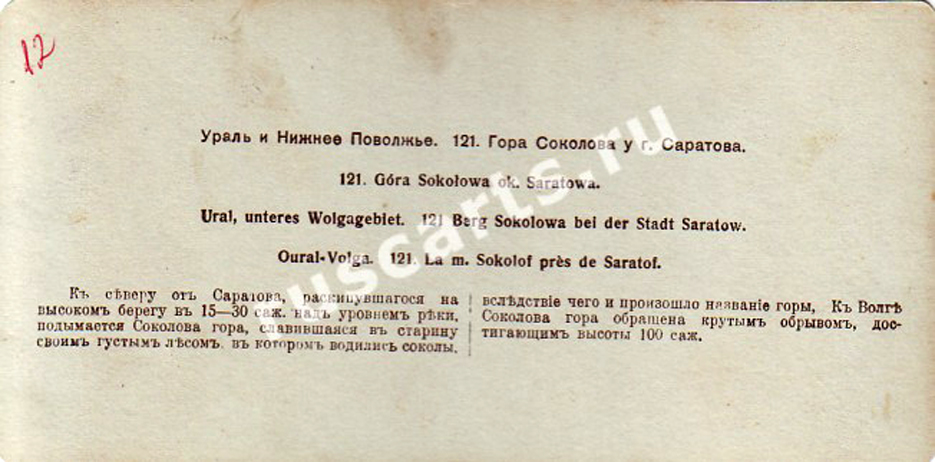 12
Уралъ и Нижнее Поволжье. 121. Гора Соколова у г. Саратова.
121. Góra Sokołowa ok. Saratowa.
Ural, unteres Wolgagebiet. 121 Berg Sokolowa bei der Stadt Saratow.
Oural-Volga. 121. La m. Sokolof près de Saratof.
Къ сѣверу отъ Саратова, раскинувшагося на
высокомъ берегу въ 15—30 саж. надъ уровнемъ рѣки,
подымается Соколова гора, славившаяся въ старину
своимъ густымъ лѣсомъ, въ которомъ водились соколы,
вслѣдствіе чего и произошло названіе горы, Къ Волгѣ
Соколова гора обращена крутымъ обрывомъ, дос-
тигающимъ высоты 100 саж.
uscarts.ru